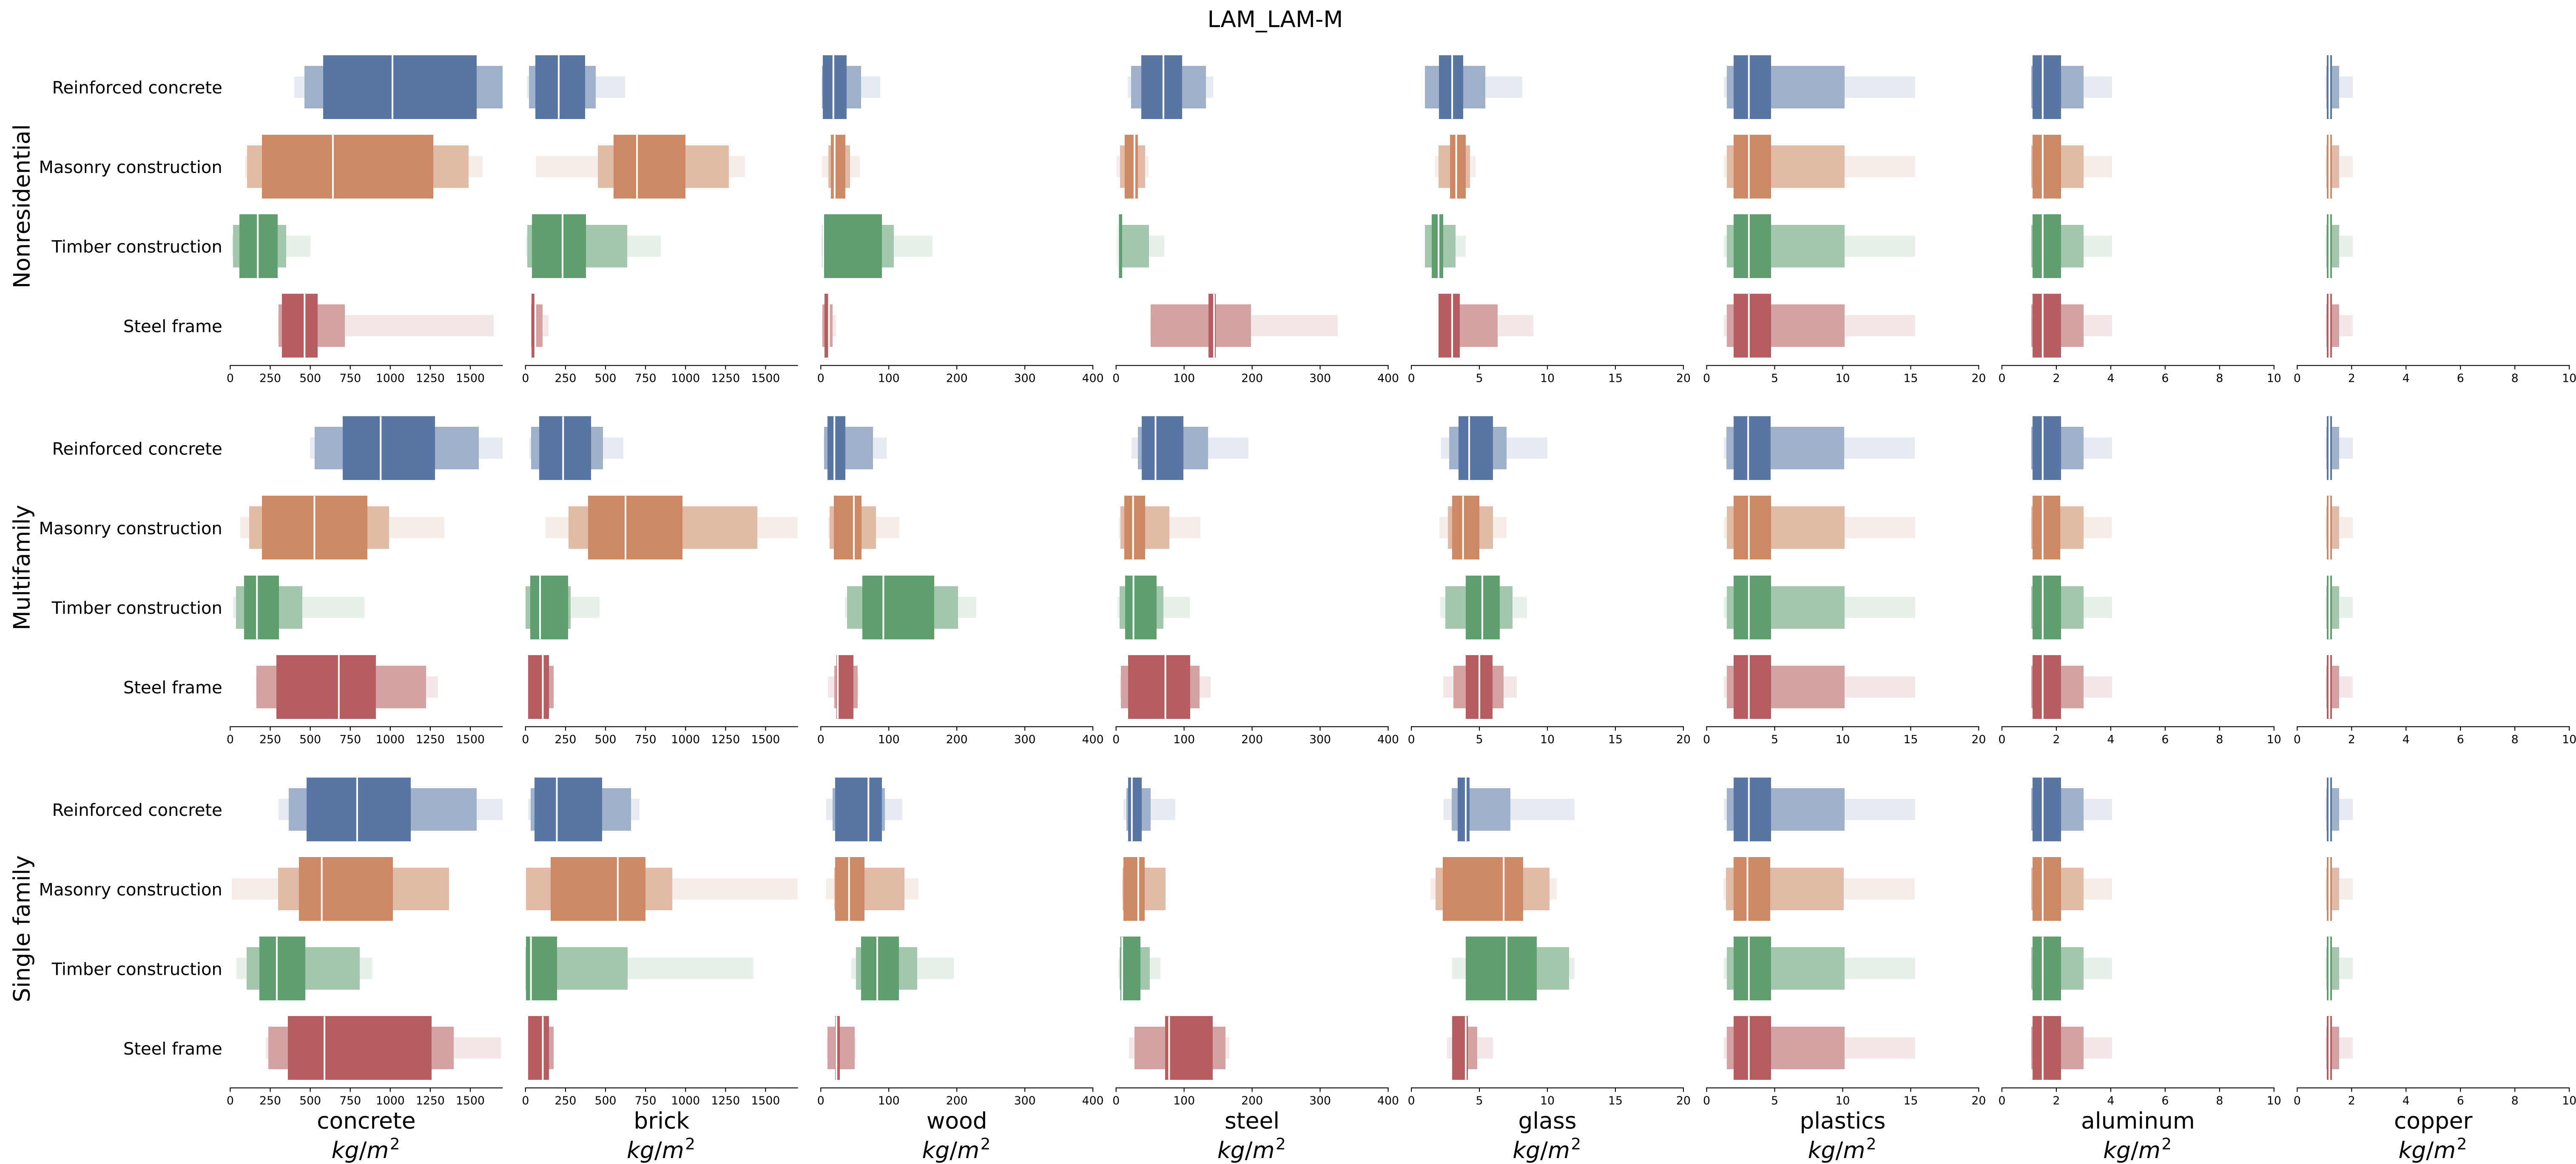 LAM_LAM-M
Nonresidential
Reinforced concrete
Masonry construction
Timber construction
Steel frame
0 250 500 750 1000 1250 1500
0 250 500 750 1000 1250 1500
0 100 200 300 400
0 100 200 300 400
0 5 10 15 20
0 5 10 15 20
0 2 4 6 8 10
0 2 4 6 8 10
Multifamily
Reinforced concrete
Masonry construction
Timber construction
Steel frame
0 250 500 750 1000 1250 1500
0 250 500 750 1000 1250 1500
0 100 200 300 400
0 100 200 300 400
0 5 10 15 20
0 5 10 15 20
0 2 4 6 8 10
0 2 4 6 8 10
Single family
Reinforced concrete
Masonry construction
Timber construction
Steel frame
0 250 500 750 1000 1250 1500
0 250 500 750 1000 1250 1500
0 100 200 300 400
0 100 200 300 400
0 5 10 15 20
0 5 10 15 20
0 2 4 6 8 10
0 2 4 6 8 10
concrete
kg/m²
brick
kg/m²
wood
kg/m²
steel
kg/m²
glass
kg/m²
plastics
kg/m²
aluminum
kg/m²
copper
kg/m²